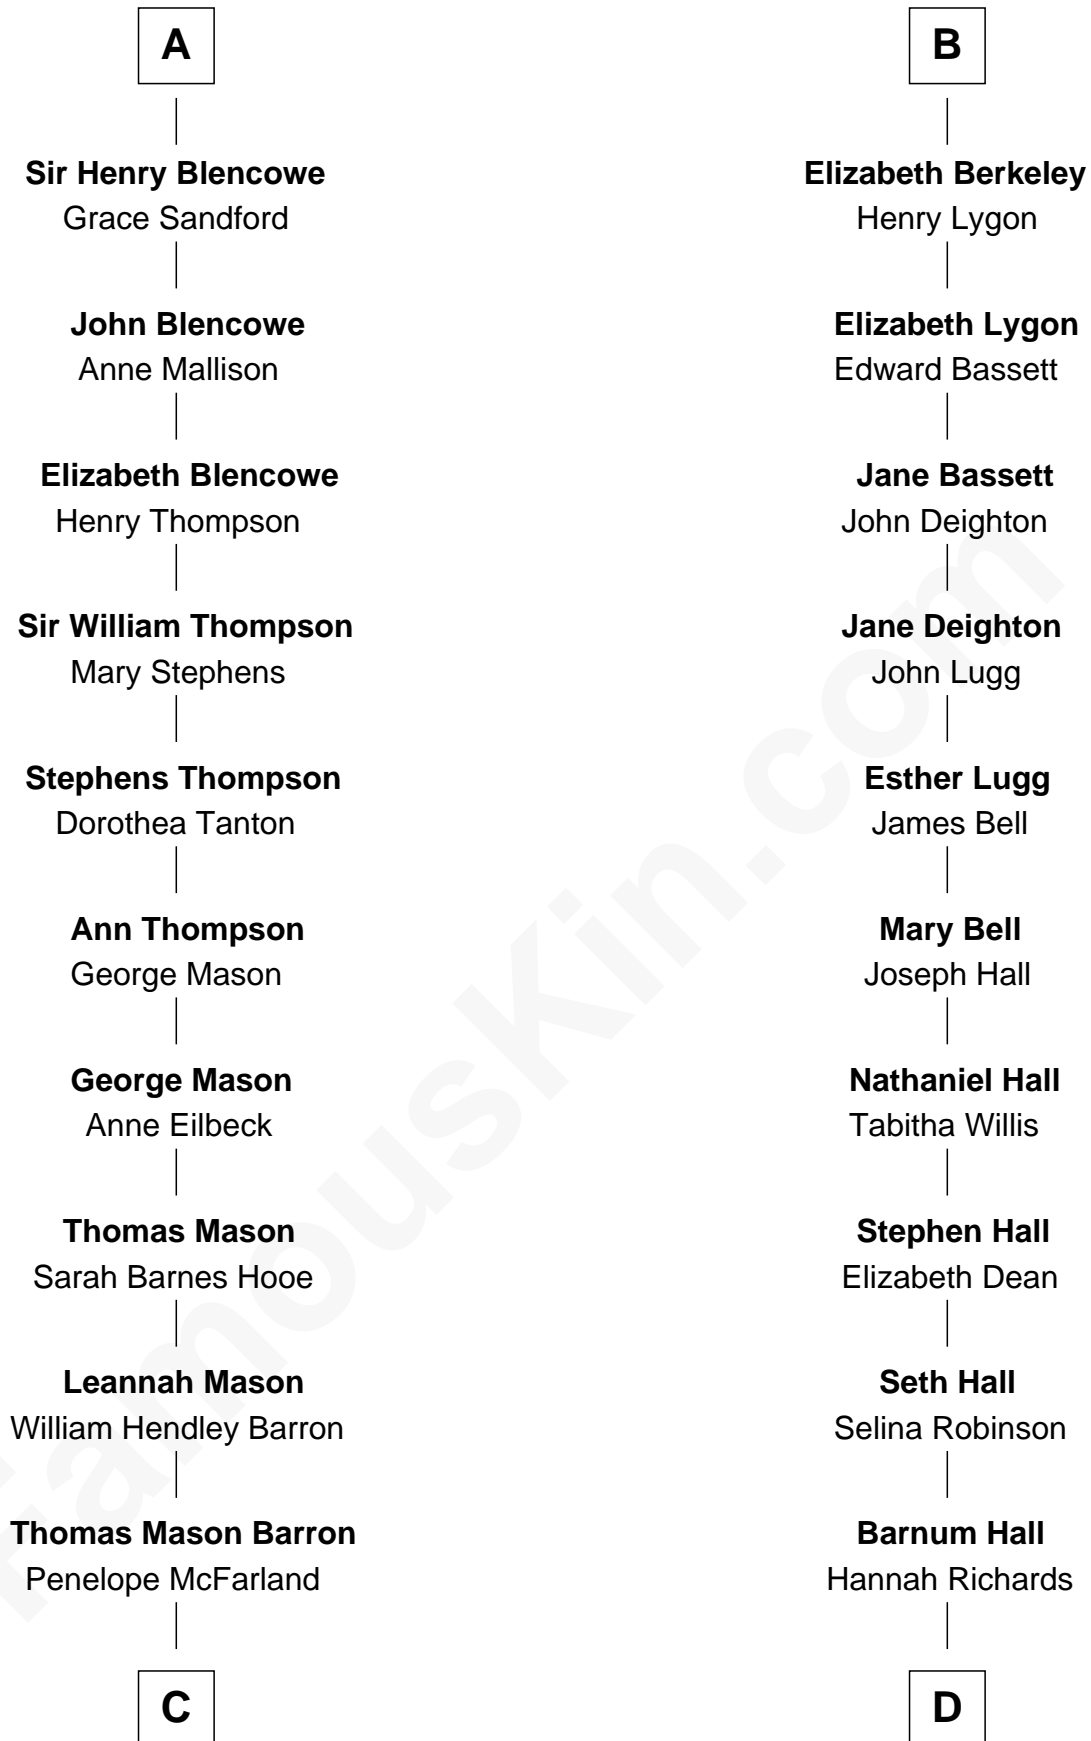 A
Sir Henry Blencowe
Grace Sandford
John Blencowe
Anne Mallison
Elizabeth Blencowe
Henry Thompson
Sir William Thompson
Mary Stephens
Stephens Thompson
Dorothea Tanton
Ann Thompson
George Mason
George Mason
Anne Eilbeck
Thomas Mason
Sarah Barnes Hooe
Leannah Mason
William Hendley Barron
Thomas Mason Barron
Penelope McFarland
C
B
Elizabeth Berkeley
Henry Lygon
Elizabeth Lygon
Edward Bassett
Jane Bassett
John Deighton
Jane Deighton
John Lugg
Esther Lugg
James Bell
Mary Bell
Joseph Hall
Nathaniel Hall
Tabitha Willis
Stephen Hall
Elizabeth Dean
Seth Hall
Selina Robinson
Barnum Hall
Hannah Richards
D
FamousKin.com